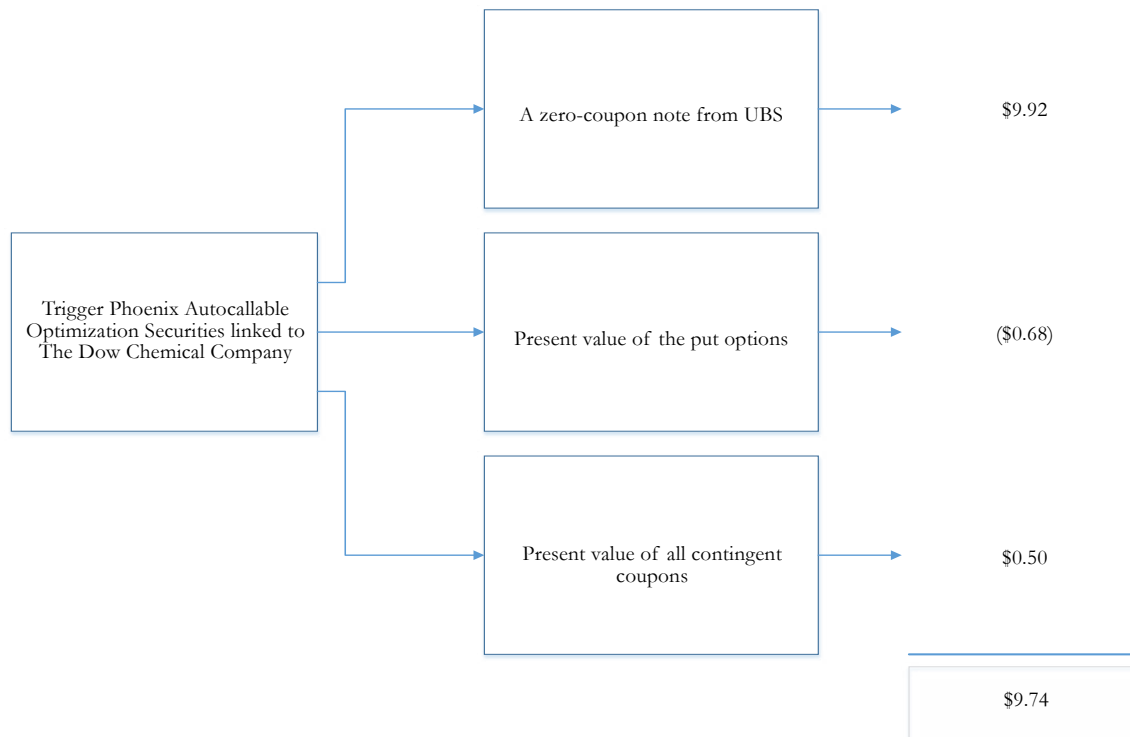 A zero-coupon note from UBS
$9.92
Trigger Phoenix Autocallable
Optimization Securities linked to
The Dow Chemical Company
Present value of the put options
($0.68)
Present value of all contingent
coupons
$0.50
$9.74